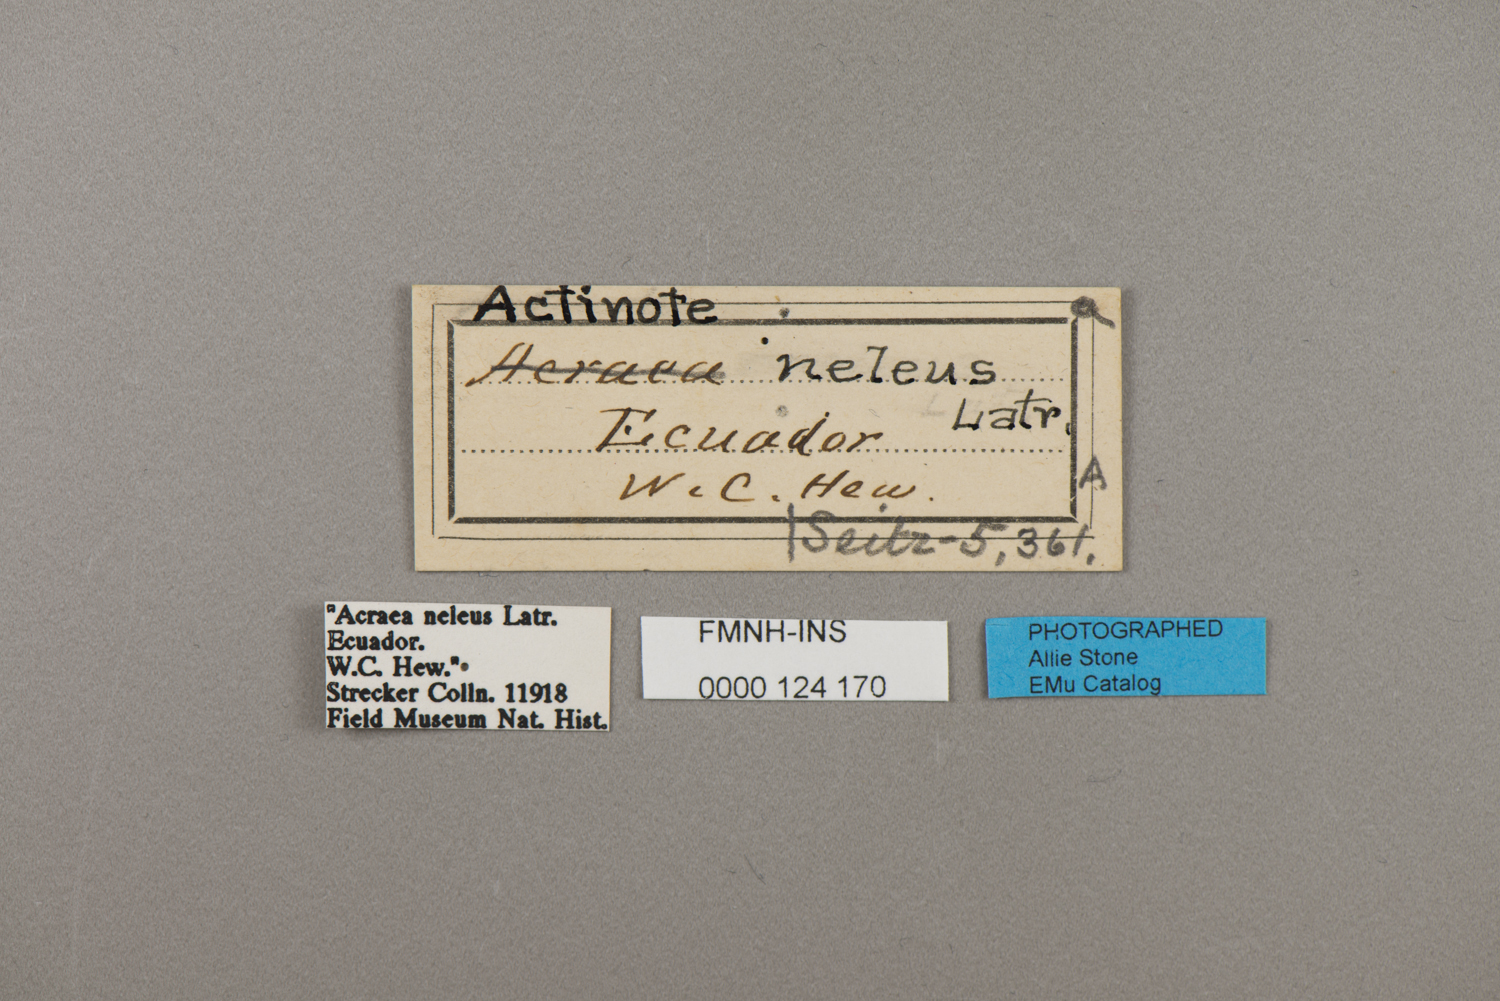 Actinote
a
Acraea neleus
Latr.
Ecuador
A
W. C. Hew.
Seitz-5, 361.
"Acraea neleus Latr.
Ecuador.
W.C. Hew.".
Strecker Colln. 11918
Field Museum Nat. Hist.
FMNH-INS
0000 124 170
PHOTOGRAPHED
Allie Stone
EMu Catalog